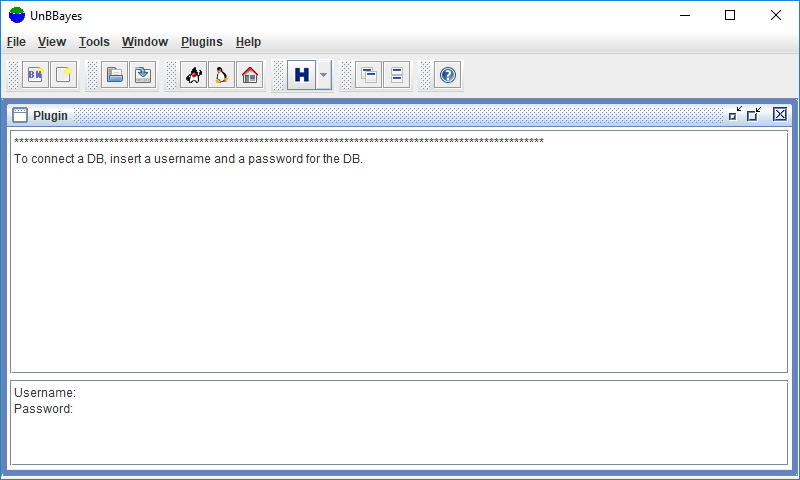 UnBBayes
File View Tools Window Plugins Help
BN H ?
Plugin
**********************************************************************************************************
To connect a DB, insert a username and a password for the DB.
Username:
Password: